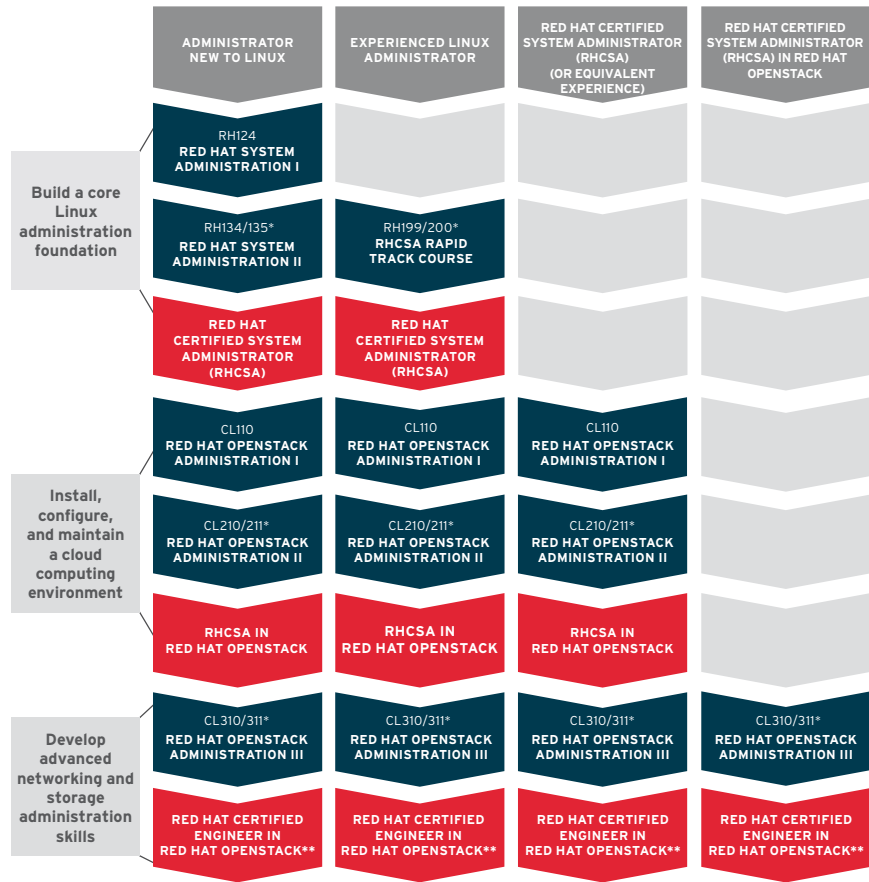 ADMINISTRATOR
NEW TO LINUX
EXPERIENCED LINUX
ADMINISTRATOR
RED HAT CERTIFIED
SYSTEM ADMINISTRATOR
(RHCSA)
(OR EQUIVALENT
EXPERIENCE)
RED HAT CERTIFIED
SYSTEM ADMINISTRATOR
(RHCSA) IN RED HAT
OPENSTACK
Build a core
Linux
administration
foundation
RH124
RED HAT SYSTEM
ADMINISTRATION I
RH134/135*
RED HAT SYSTEM
ADMINISTRATION II
RH199/200*
RHCSA RAPID
TRACK COURSE
RED HAT
CERTIFIED SYSTEM
ADMINISTRATOR
(RHCSA)
RED HAT
CERTIFIED SYSTEM
ADMINISTRATOR
(RHCSA)
Install,
configure,
and maintain
a cloud
computing
environment
CL110
RED HAT OPENSTACK
ADMINISTRATION I
CL110
RED HAT OPENSTACK
ADMINISTRATION I
CL110
RED HAT OPENSTACK
ADMINISTRATION I
CL210/211*
RED HAT OPENSTACK
ADMINISTRATION II
CL210/211*
RED HAT OPENSTACK
ADMINISTRATION II
CL210/211*
RED HAT OPENSTACK
ADMINISTRATION II
RHCSA IN
RED HAT OPENSTACK
RHCSA IN
RED HAT OPENSTACK
RHCSA IN
RED HAT OPENSTACK
Develop
advanced
networking and
storage
administration
skills
CL310/311*
RED HAT OPENSTACK
ADMINISTRATION III
CL310/311*
RED HAT OPENSTACK
ADMINISTRATION III
CL310/311*
RED HAT OPENSTACK
ADMINISTRATION III
CL310/311*
RED HAT OPENSTACK
ADMINISTRATION III
RED HAT CERTIFIED
ENGINEER IN
RED HAT OPENSTACK**
RED HAT CERTIFIED
ENGINEER IN
RED HAT OPENSTACK**
RED HAT CERTIFIED
ENGINEER IN
RED HAT OPENSTACK**
RED HAT CERTIFIED
ENGINEER IN
RED HAT OPENSTACK**